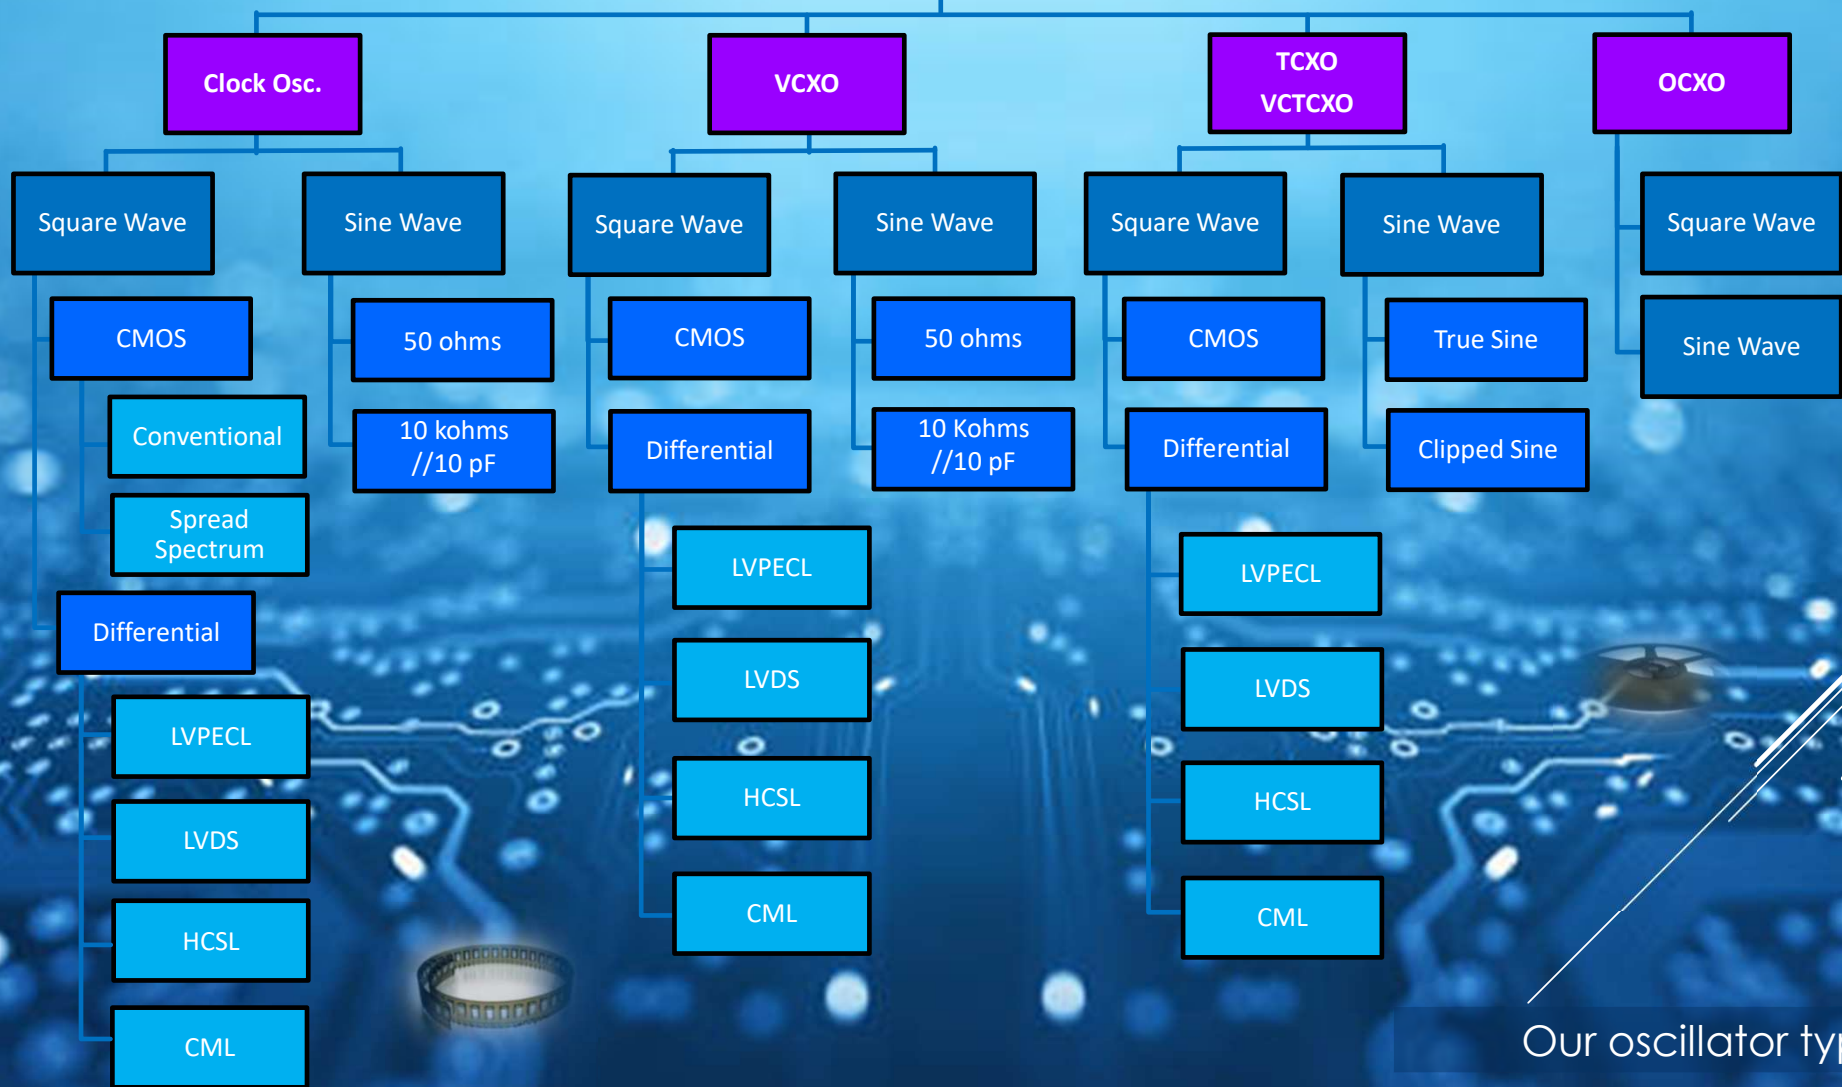 Clock Osc.
Square Wave
CMOS
Conventional
Spread
Spectrum
Differential
LVPECL
LVDS
HCSL
CML
Sine Wave
50 ohms
10 kohms
//10 pF
VCXO
Square Wave
CMOS
Differential
LVPECL
LVDS
HCSL
CML
Sine Wave
50 ohms
10 Kohms
//10 pF
TCXO
VCTCXO
Square Wave
CMOS
Differential
LVPECL
LVDS
HCSL
CML
Sine Wave
True Sine
Clipped Sine
OCXO
Square Wave
Sine Wave
Our oscillator